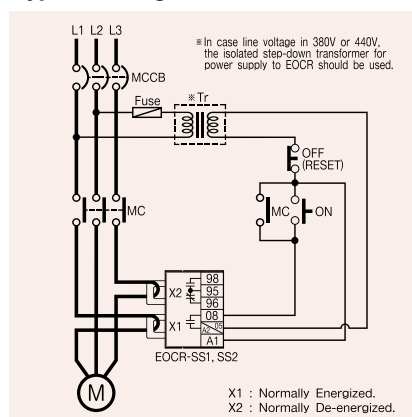 L1 L2 L3
※In case line voltage in 380V or 440V,
the isolated step-down transformer for
power supply to EOCR should be used.
MCCB
Fuse
※Tr
OFF
(RESET)
MC
MC
ON
98
X2
95
96
08
X1
A2
05
A1
EOCR-SS1, SS2
M
X1 : Normally Energized.
X2 : Normally De-energized.